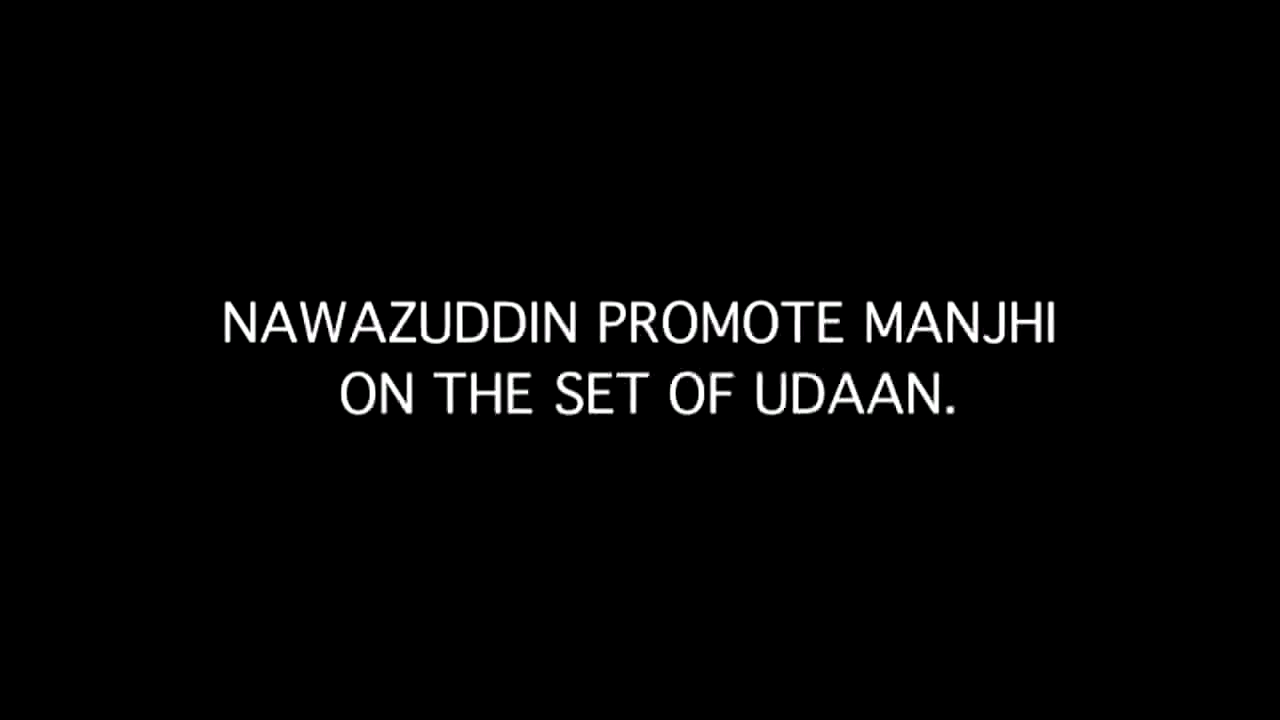 NAWAZUDDIN PROMOTE MANJHI
ON THE SET OF UDAAN.